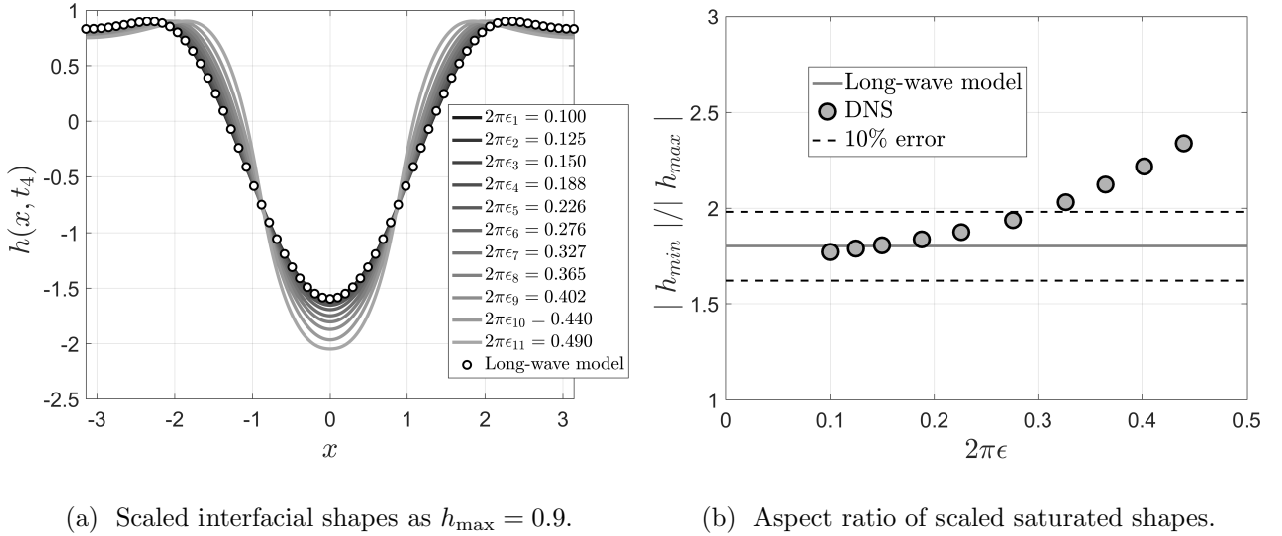 1
0.5
0
-0.5
-1
-1.5
-2
-2.5
-3 -2 -1 0 1 2 3
h(x, t₄)
x
2πϵ₁ = 0.100
2πϵ₂ = 0.125
2πϵ₃ = 0.150
2πϵ₄ = 0.188
2πϵ₅ = 0.226
2πϵ₆ = 0.276
2πϵ₇ = 0.327
2πϵ₈ = 0.365
2πϵ₉ = 0.402
2πϵ₁₀ − 0.440
2πϵ₁₁ = 0.490
Long-wave model
(a) Scaled interfacial shapes as hₘₐₓ = 0.9.
3
2.5
2
1.5
1
0 0.1 0.2 0.3 0.4 0.5
| hₘᵢₙ |/| hₘₐₓ |
2πϵ
Long-wave model
DNS
10% error
(b) Aspect ratio of scaled saturated shapes.